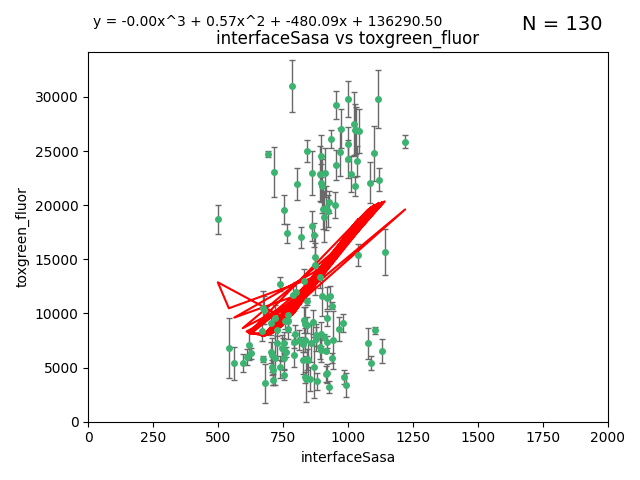 y = -0.00x^3 + 0.57x^2 + -480.09x + 136290.50
N = 130
interfaceSasa vs toxgreen_fluor
30000
25000
20000
15000
10000
5000
0
toxgreen_fluor
0 250 500 750 1000 1250 1500 1750 2000
interfaceSasa